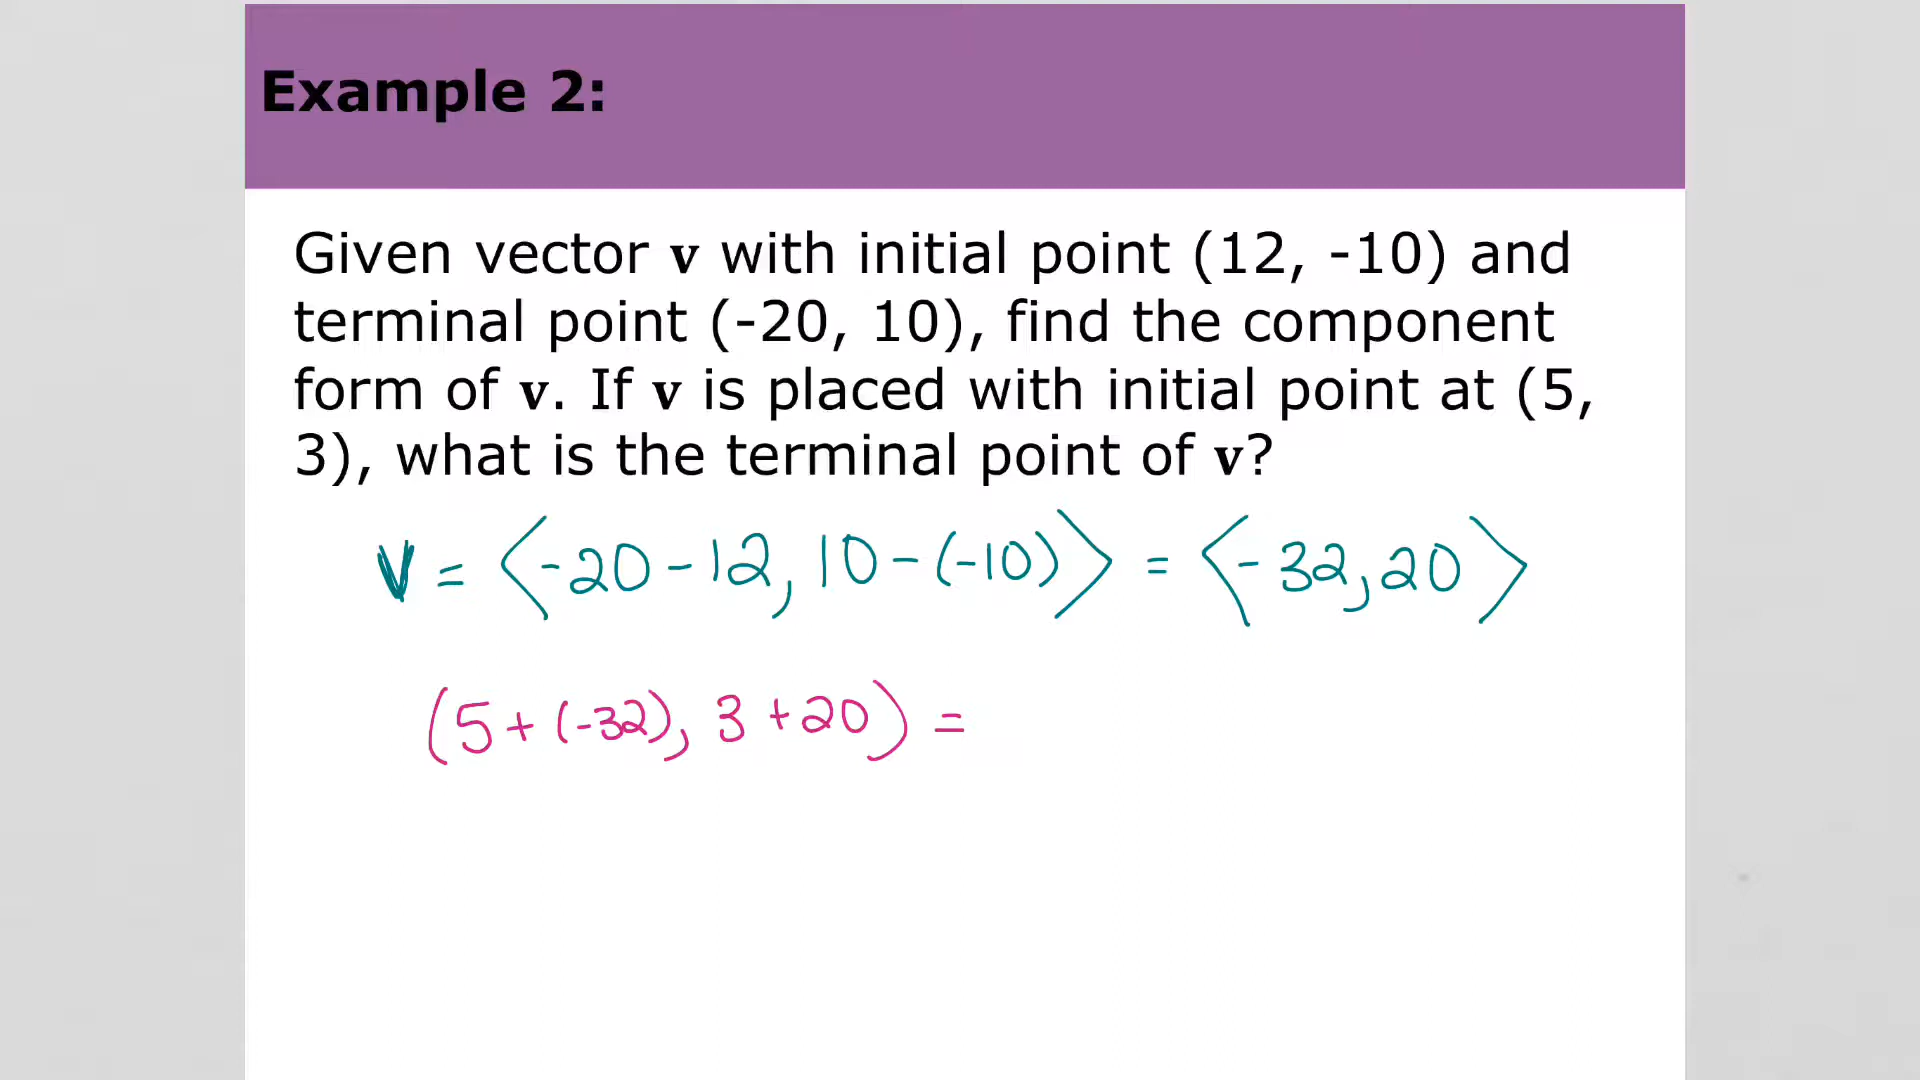 Example 2:
Given vector v with initial point (12, -10) and
terminal point (-20, 10), find the component
form of v. If v is placed with initial point at (5,
3), what is the terminal point of v?
v = ⟨-20 - 12, 10 - (-10)⟩ = ⟨-32, 20⟩
(5 + (-32), 3 + 20) =